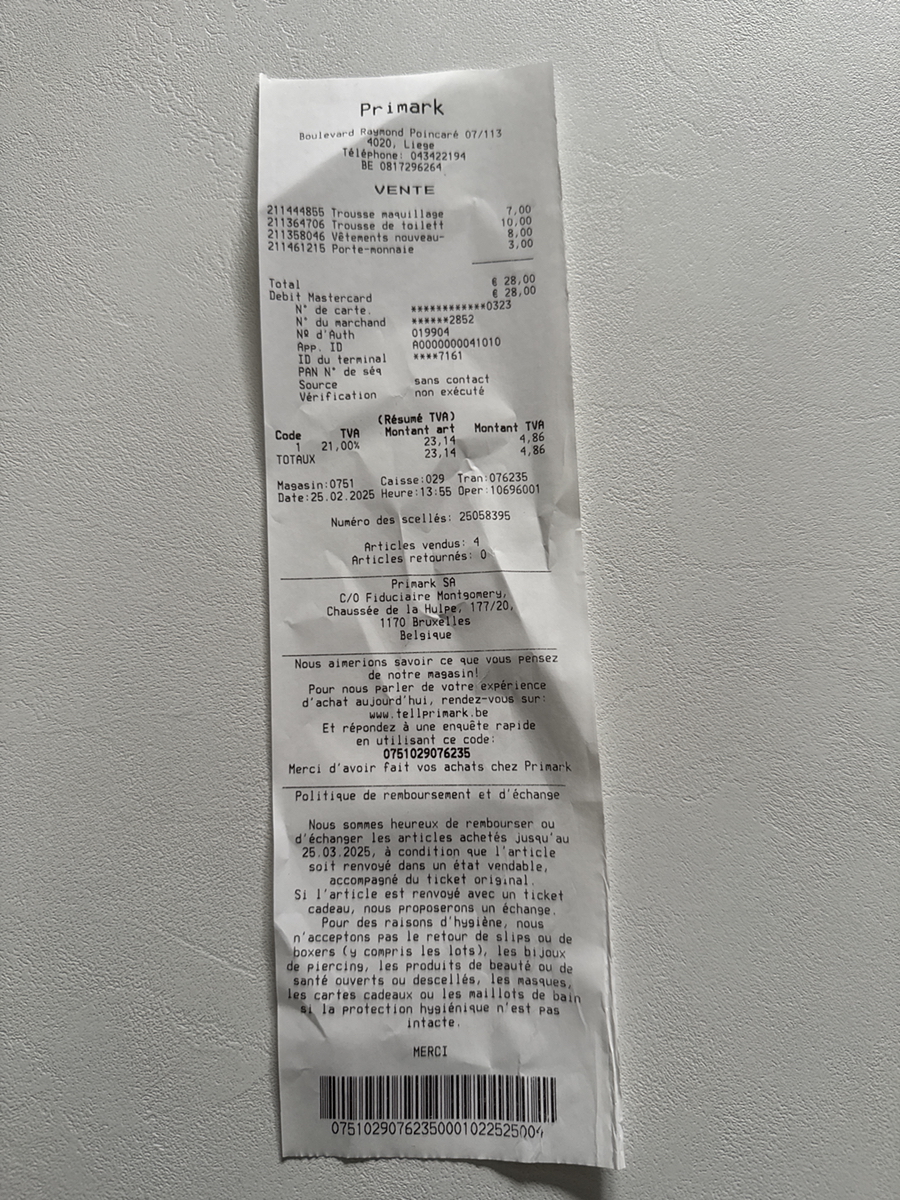 Primark
Boulevard Raymond Poincaré 07/113
4020, Liege
Téléphone: 043422194
BE 0817296264
VENTE
211444855 Trousse maquillage 7,00
211364706 Trousse de toilett 10,00
211358046 Vêtements nouveau- 8,00
211461215 Porte-monnaie 3,00
Total € 28,00
Debit Mastercard € 28,00
N° de carte. ************0323
N° du marchand ******2852
Nº d'Auth 019904
App. ID A0000000041010
ID du terminal ****7161
PAN N° de séq
Source sans contact
Vérification non exécuté
(Résumé TVA)
Code TVA Montant art Montant TVA
1 21,00% 23,14 4,86
TOTAUX 23,14 4,86
Magasin:0751 Caisse:029 Tran:076235
Date:25.02.2025 Heure:13:55 Oper:10696001
Numéro des scellés: 25058395
Articles vendus: 4
Articles retournés: 0
Primark SA
C/O Fiduciaire Montgomery,
Chaussée de la Hulpe, 177/20,
1170 Bruxelles
Belgique
Nous aimerions savoir ce que vous pensez
de notre magasin!
Pour nous parler de votre expérience
d'achat aujourd'hui, rendez-vous sur:
www.tellprimark.be
Et répondez à une enquête rapide
en utilisant ce code:
0751029076235
Merci d'avoir fait vos achats chez Primark
Politique de remboursement et d'échange
Nous sommes heureux de rembourser ou
d'échanger les articles achetés jusqu'au
25.03.2025, à condition que l'article
soit renvoyé dans un état vendable,
accompagné du ticket original.
Si l'article est renvoyé avec un ticket
cadeau, nous proposerons un échange.
Pour des raisons d'hygiène, nous
n'acceptons pas le retour de slips ou de
boxers (y compris les lots), les bijoux
de piercing, les produits de beauté ou de
santé ouverts ou descellés, les masques,
les cartes cadeaux ou les maillots de bain
si la protection hygiénique n'est pas
intacte.
MERCI
07510290762350001022525004